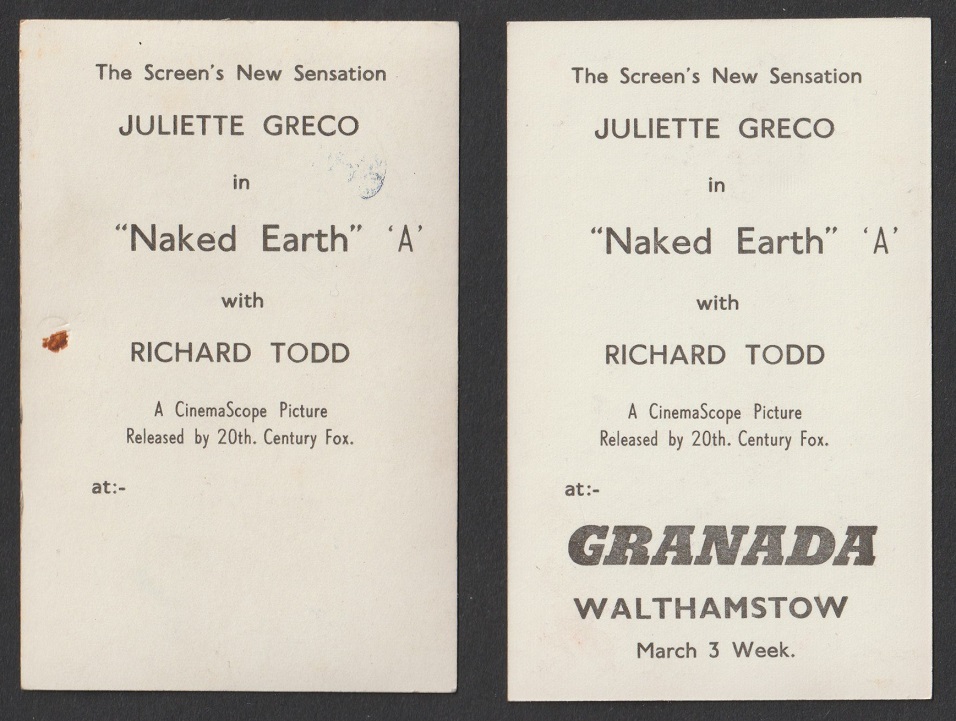 The Screen's New Sensation
JULIETTE GRECO
in
"Naked Earth" 'A'
with
RICHARD TODD
A CinemaScope Picture
Released by 20th. Century Fox.
at:-
The Screen's New Sensation
JULIETTE GRECO
in
"Naked Earth" 'A'
with
RICHARD TODD
A CinemaScope Picture
Released by 20th. Century Fox.
at:-
GRANADA
WALTHAMSTOW
March 3 Week.